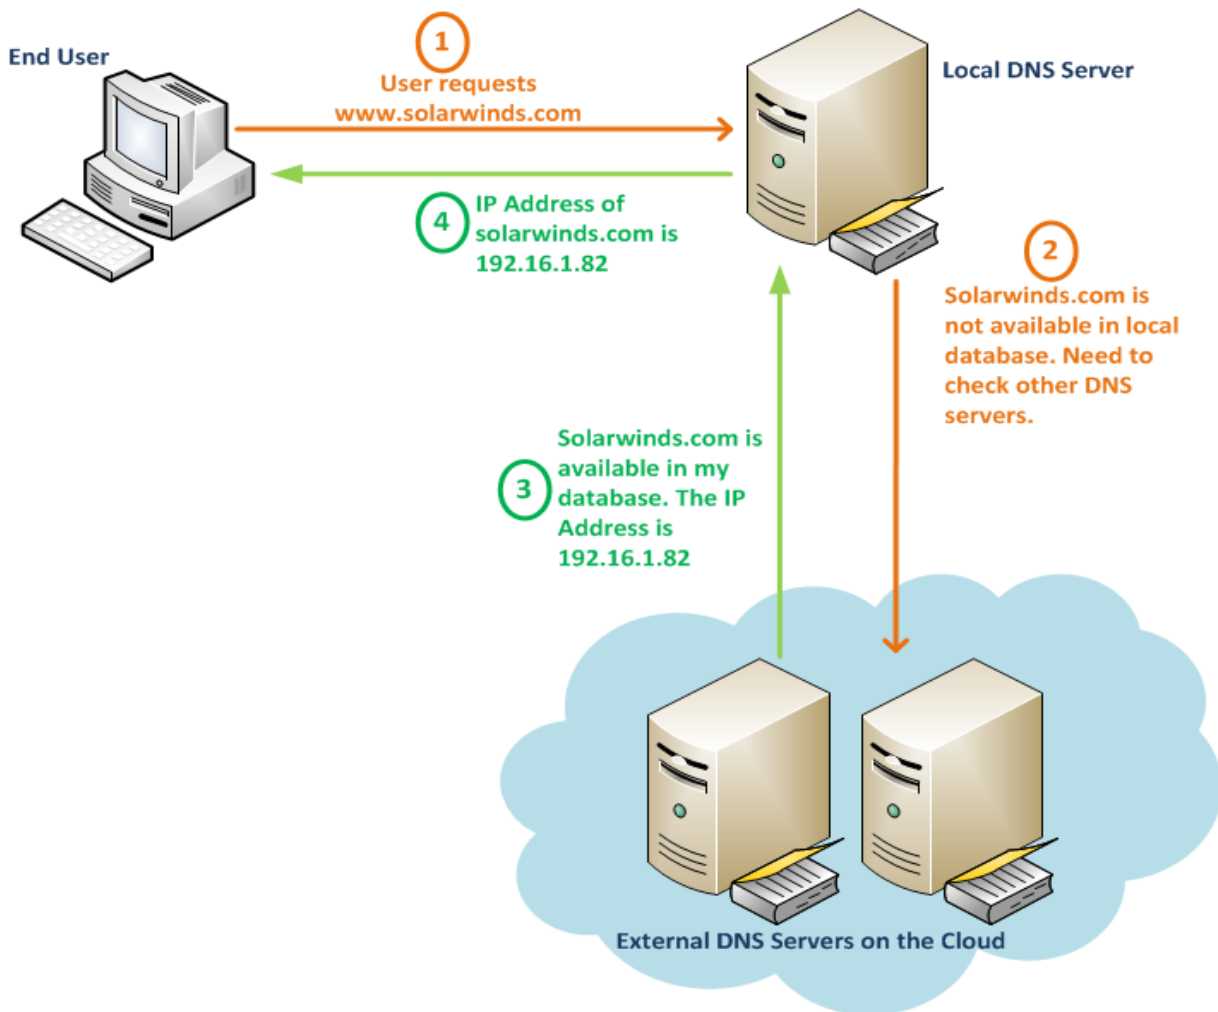 End User
1
User requests
www.solarwinds.com
Local DNS Server
4
IP Address of
solarwinds.com is
192.16.1.82
2
Solarwinds.com is
not available in local
database. Need to
check other DNS
servers.
3
Solarwinds.com is
available in my
database. The IP
Address is
192.16.1.82
External DNS Servers on the Cloud